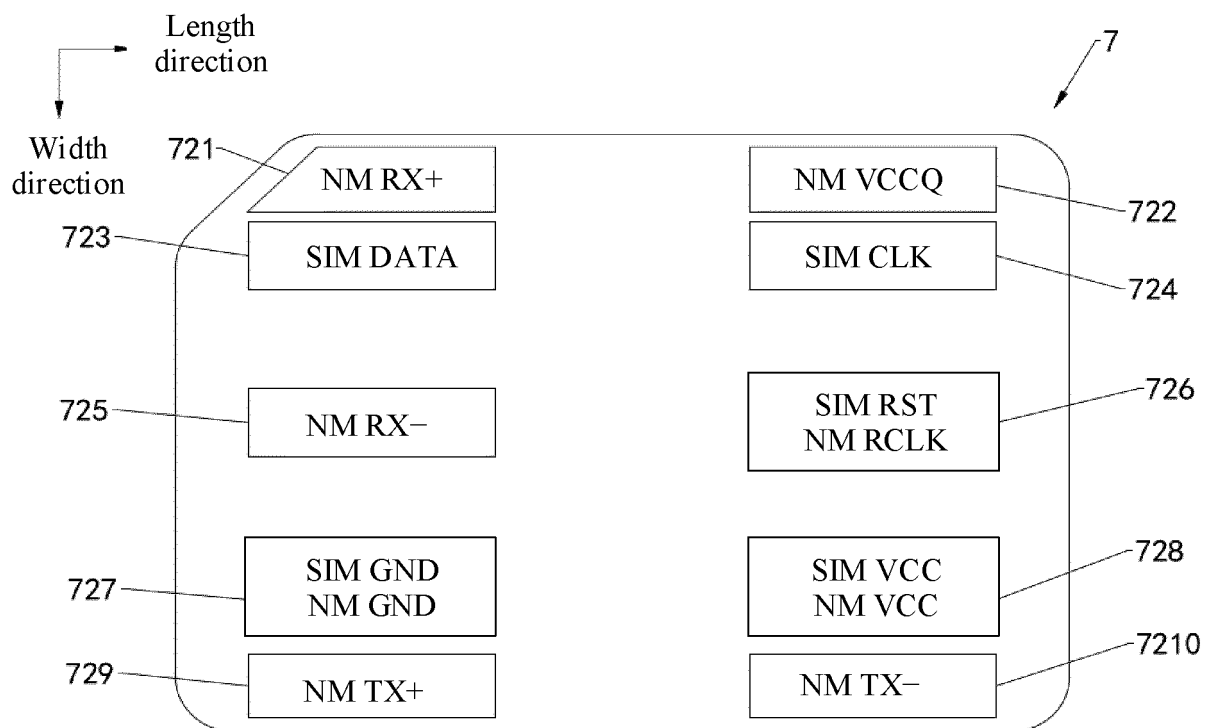 Length
direction
7
Width
direction
721
NM RX+
NM VCCQ
722
723
SIM DATA
SIM CLK
724
725
NM RX−
SIM RST
NM RCLK
726
727
SIM GND
NM GND
SIM VCC
NM VCC
728
729
NM TX+
NM TX−
7210